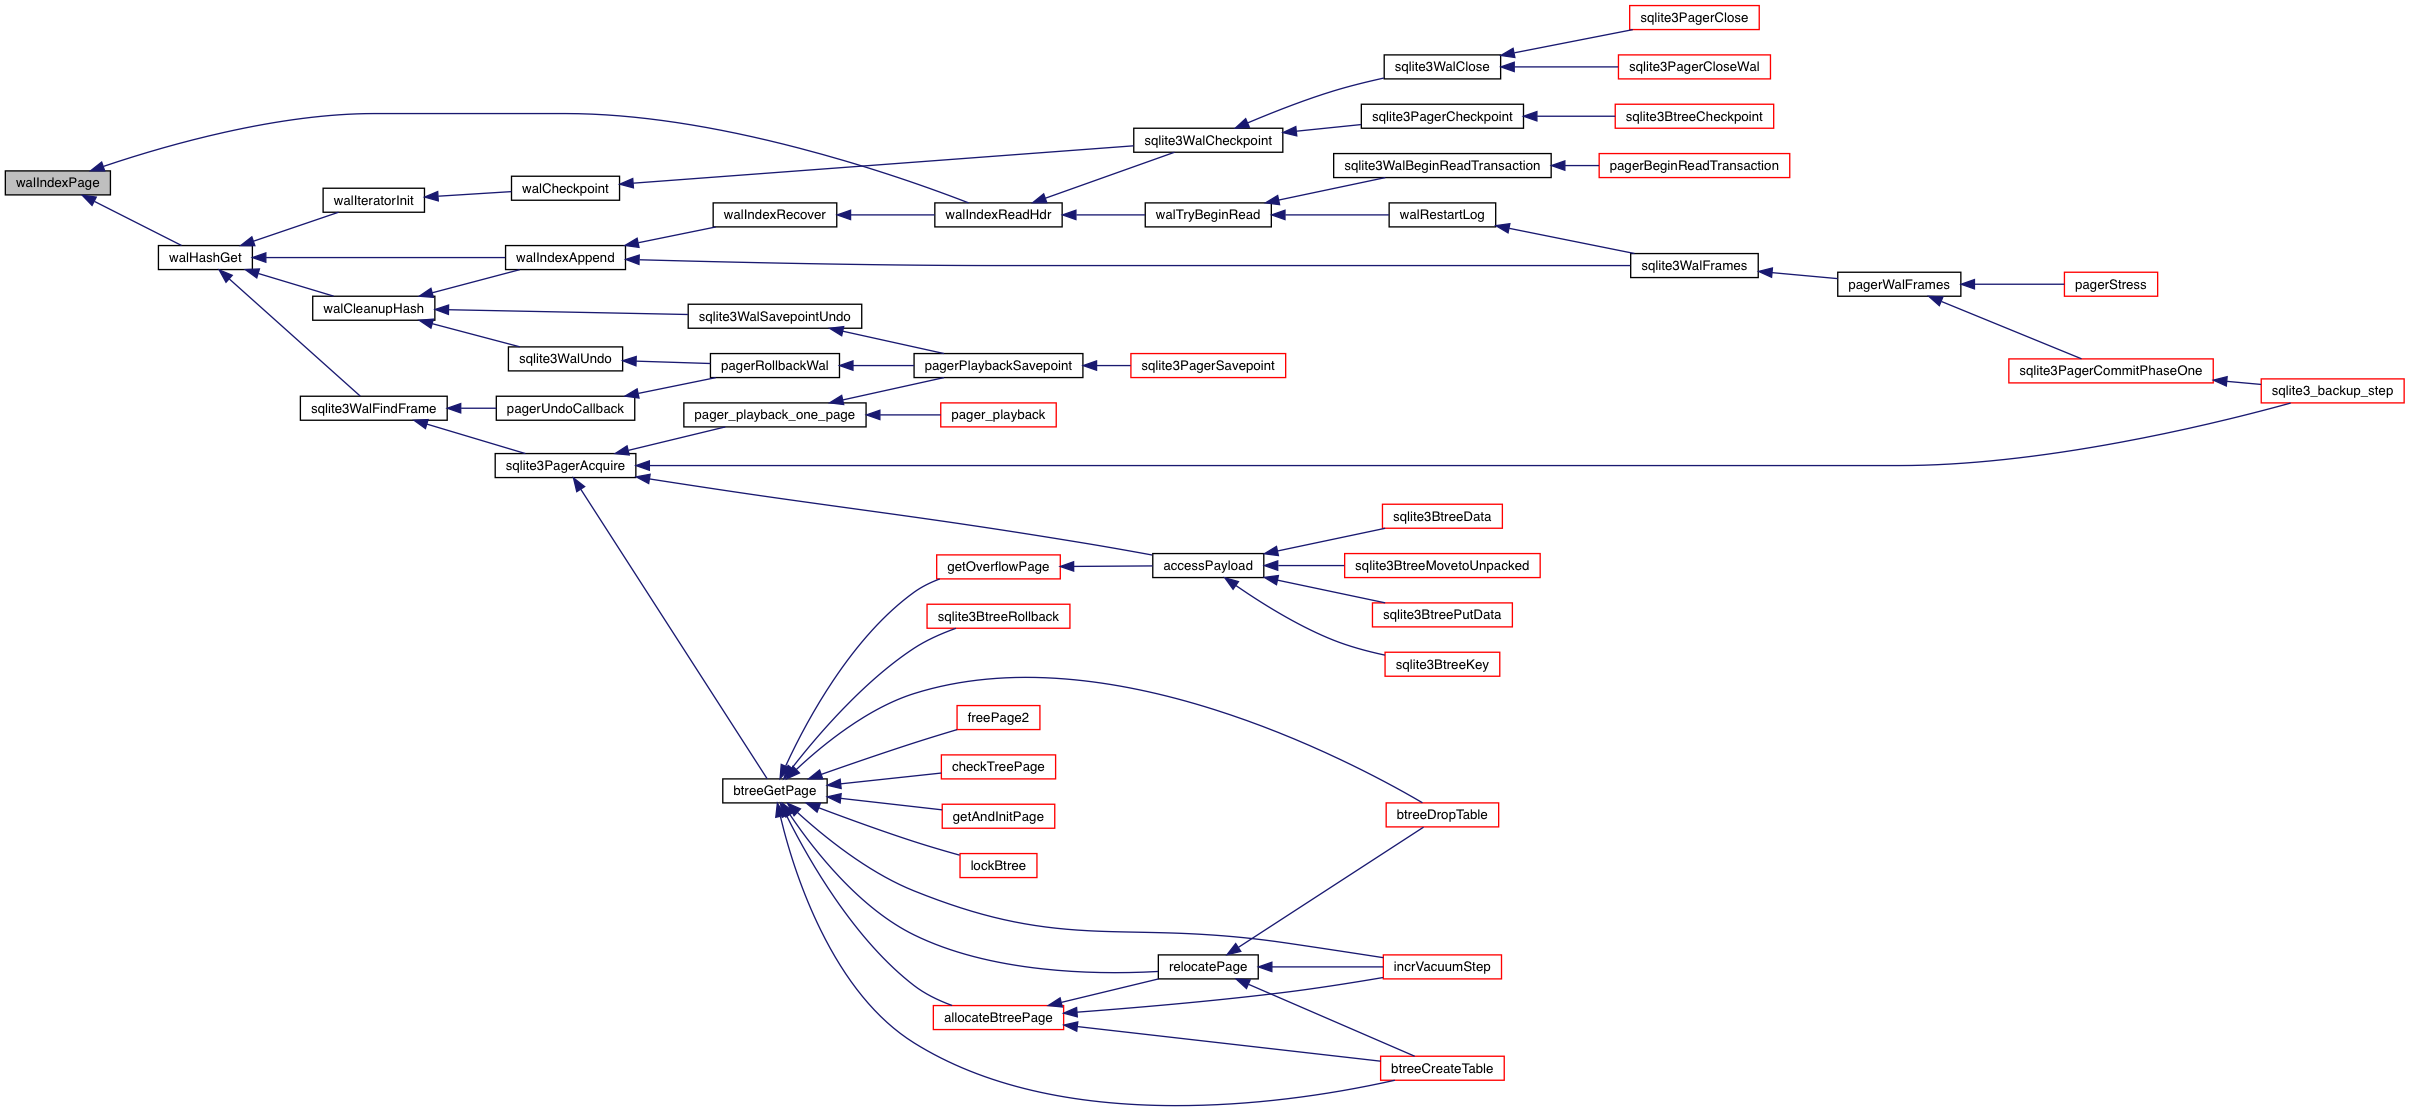 sqlite3PagerClose
sqlite3WalClose
sqlite3PagerCloseWal
sqlite3PagerCheckpoint
sqlite3BtreeCheckpoint
sqlite3WalCheckpoint
sqlite3WalBeginReadTransaction
pagerBeginReadTransaction
walIndexPage
walIteratorInit
walCheckpoint
walIndexRecover
walIndexReadHdr
walTryBeginRead
walRestartLog
walHashGet
walIndexAppend
sqlite3WalFrames
pagerWalFrames
pagerStress
walCleanupHash
sqlite3WalSavepointUndo
sqlite3WalUndo
pagerRollbackWal
pagerPlaybackSavepoint
sqlite3PagerSavepoint
sqlite3PagerCommitPhaseOne
sqlite3_backup_step
sqlite3WalFindFrame
pagerUndoCallback
pager_playback_one_page
pager_playback
sqlite3PagerAcquire
sqlite3BtreeData
getOverflowPage
accessPayload
sqlite3BtreeMovetoUnpacked
sqlite3BtreeRollback
sqlite3BtreePutData
sqlite3BtreeKey
freePage2
checkTreePage
btreeGetPage
getAndInitPage
btreeDropTable
lockBtree
relocatePage
incrVacuumStep
allocateBtreePage
btreeCreateTable